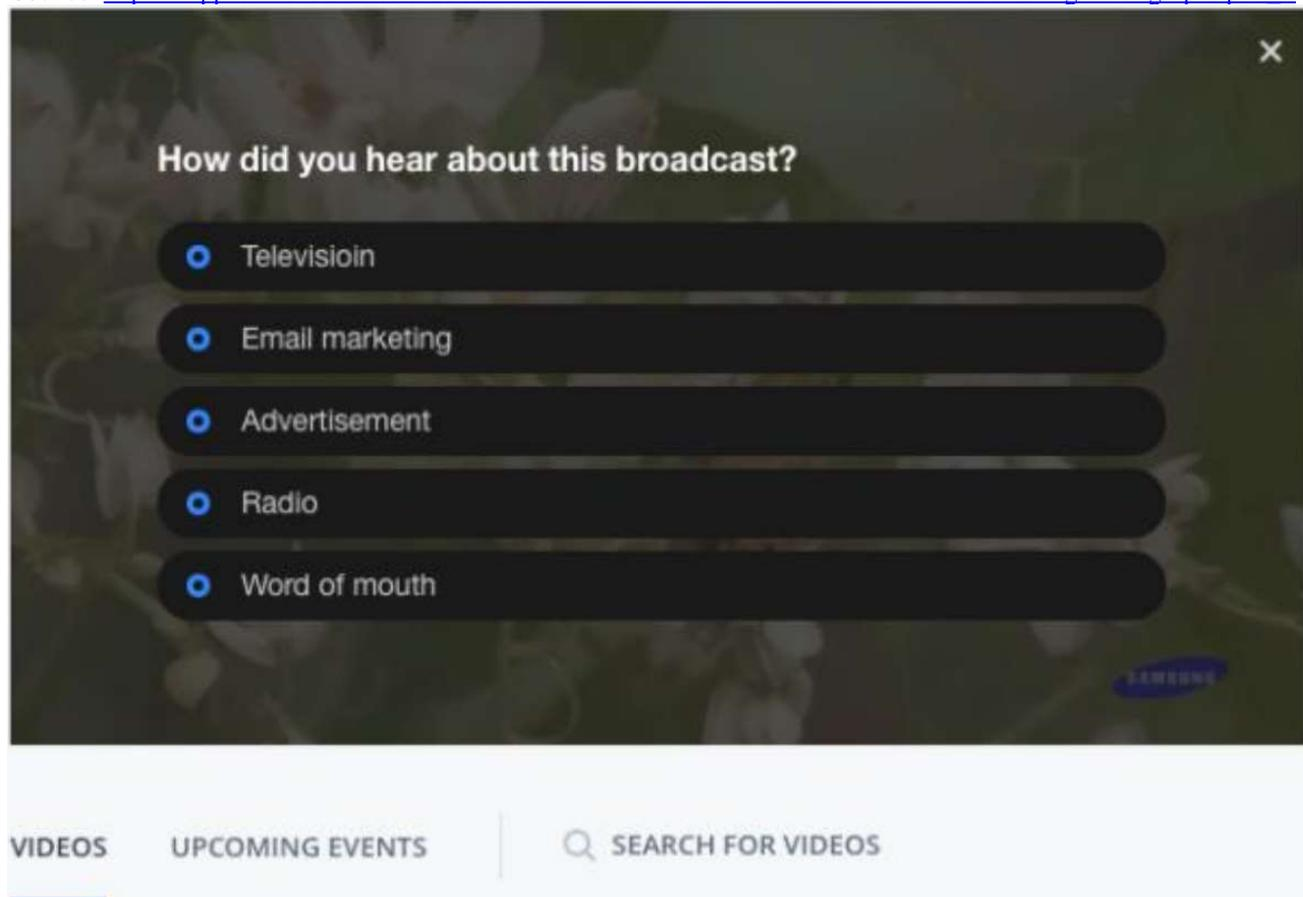 How did you hear about this broadcast?
Televisioin
Email marketing
Advertisement
Radio
Word of mouth
SAMSUNG
VIDEOS UPCOMING EVENTS SEARCH FOR VIDEOS